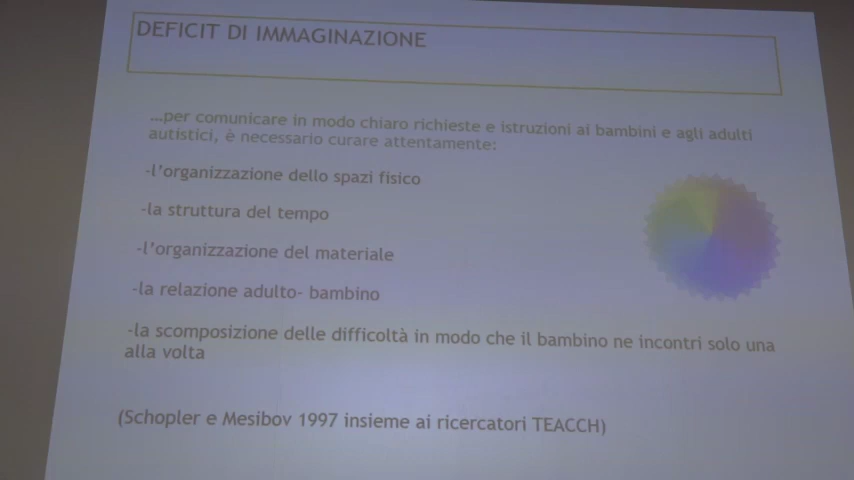 DEFICIT DI IMMAGINAZIONE
...per comunicare in modo chiaro richieste e istruzioni ai bambini e agli adulti
autistici, è necessario curare attentamente:
-l'organizzazione dello spazi fisico
-la struttura del tempo
-l'organizzazione del materiale
-la relazione adulto- bambino
-la scomposizione delle difficoltà in modo che il bambino ne incontri solo una
alla volta
(Schopler e Mesibov 1997 insieme ai ricercatori TEACCH)